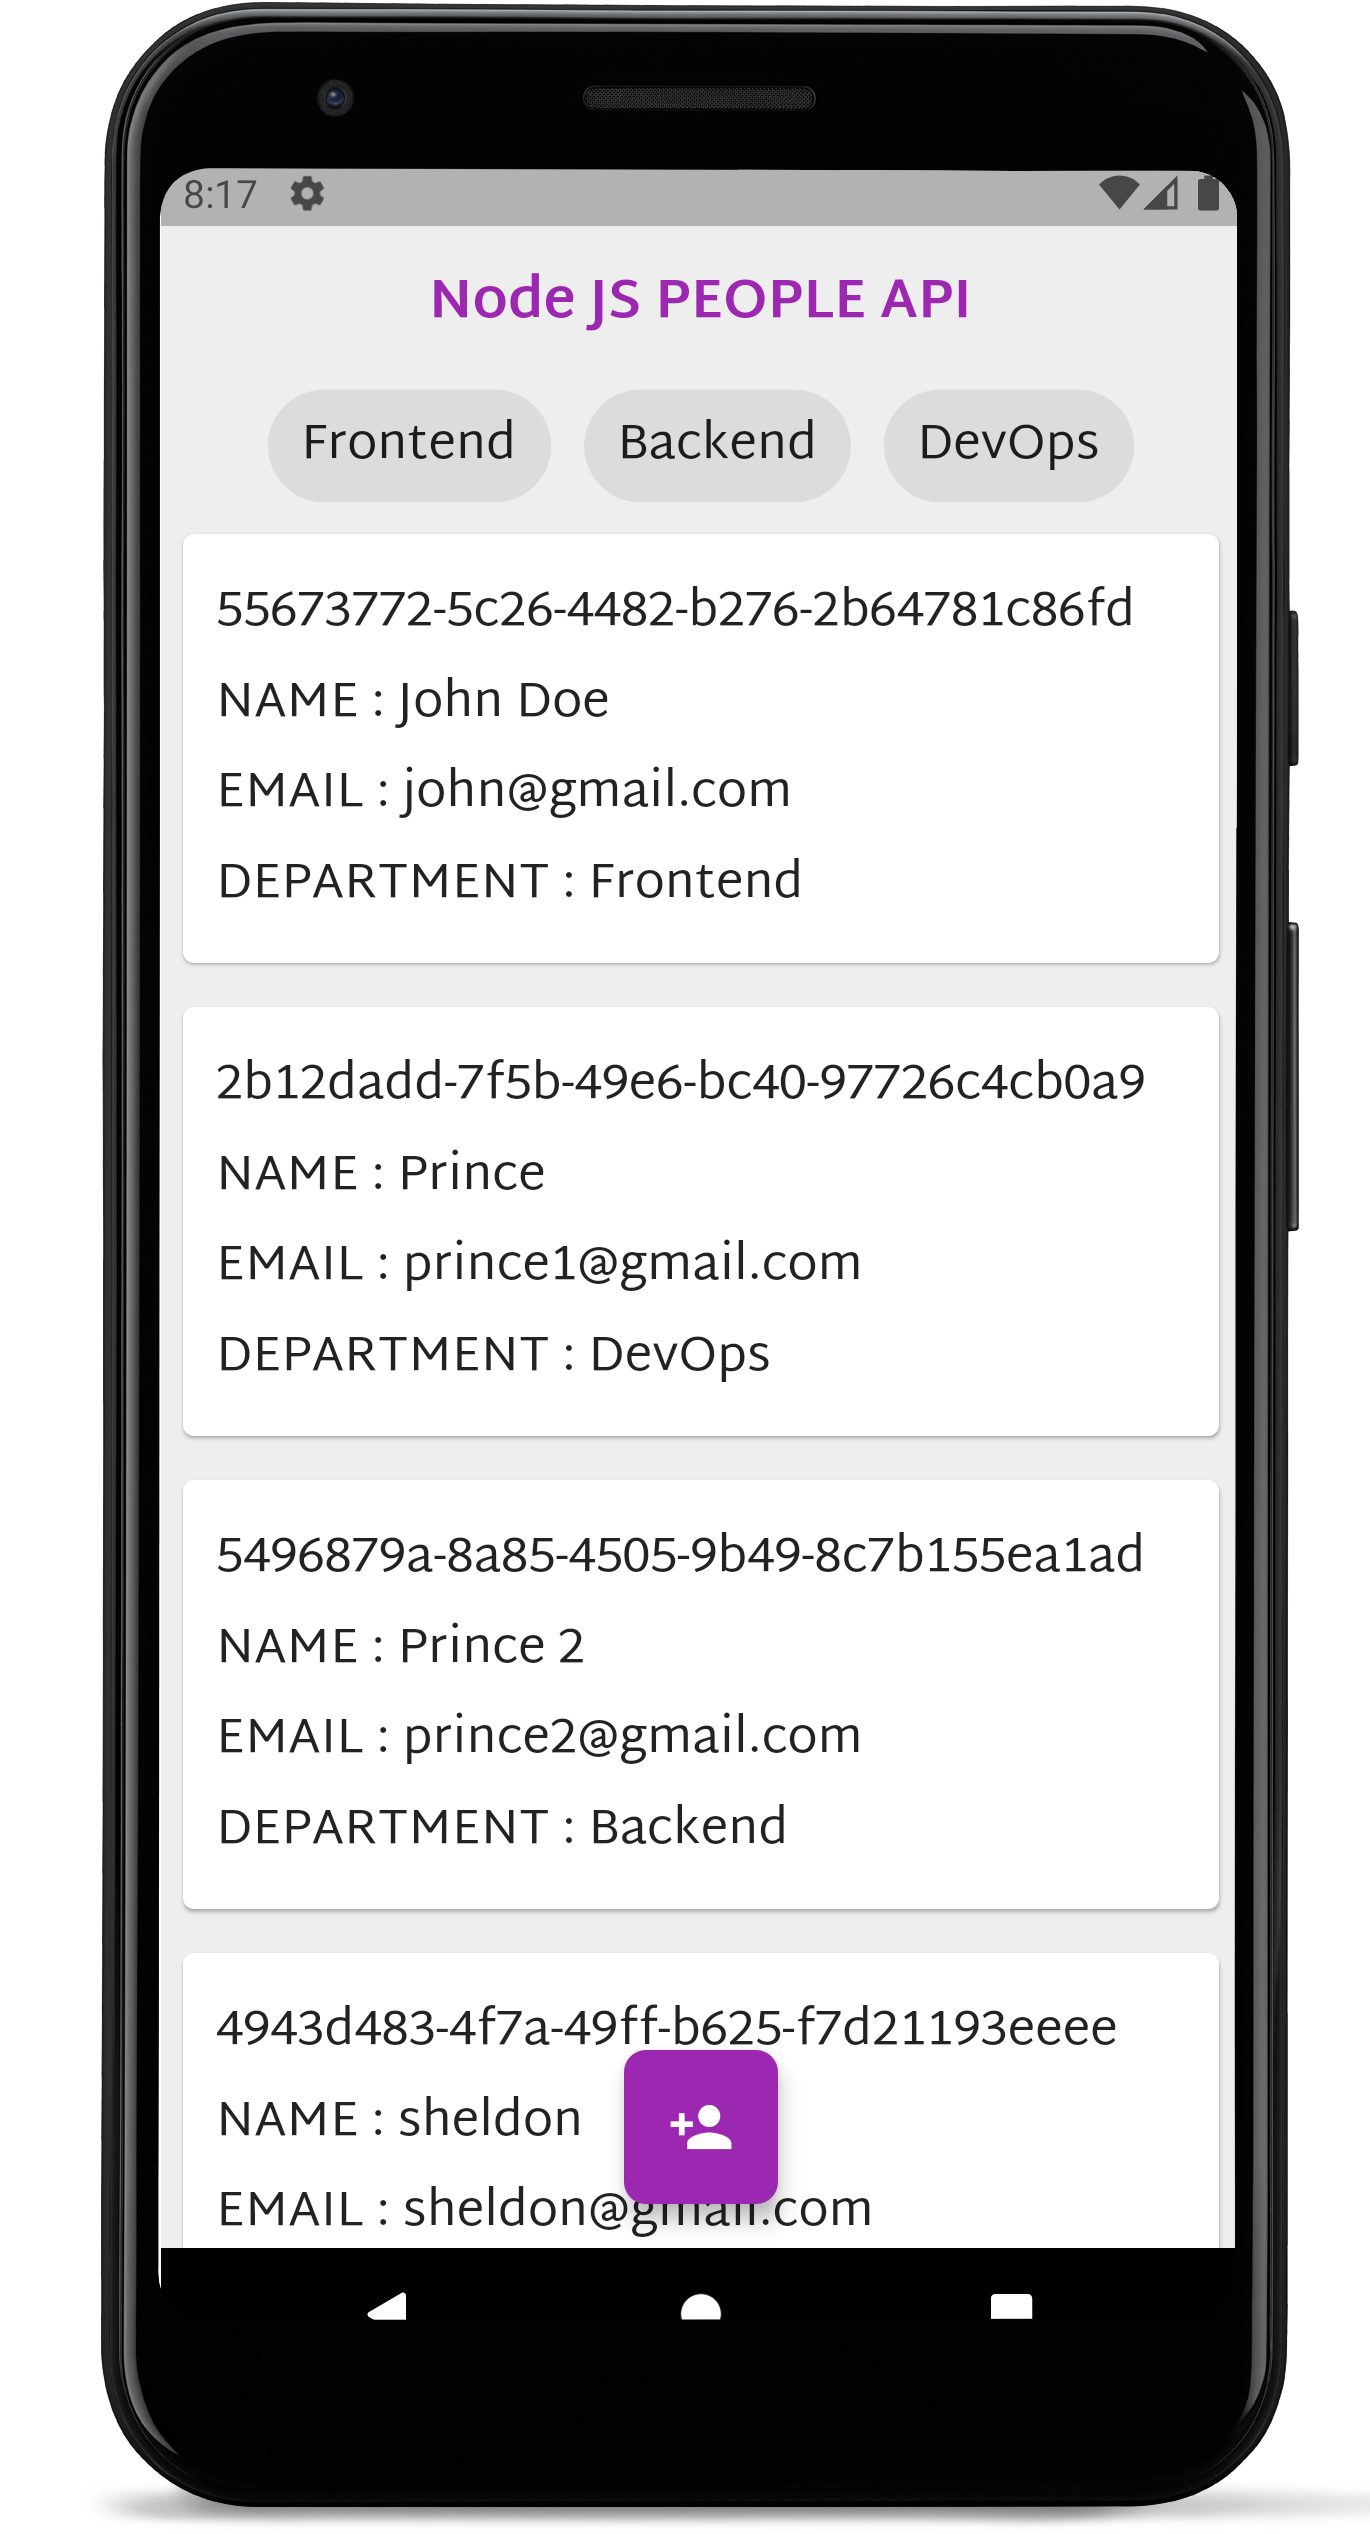 8:17
Node JS PEOPLE API
Frontend Backend DevOps
55673772-5c26-4482-b276-2b64781c86fd
NAME : John Doe
EMAIL : john@gmail.com
DEPARTMENT : Frontend
2b12dadd-7f5b-49e6-bc40-97726c4cb0a9
NAME : Prince
EMAIL : prince1@gmail.com
DEPARTMENT : DevOps
5496879a-8a85-4505-9b49-8c7b155ea1ad
NAME : Prince 2
EMAIL : prince2@gmail.com
DEPARTMENT : Backend
4943d483-4f7a-49ff-b625-f7d21193eeee
NAME : sheldon
EMAIL : sheldon@gmail.com